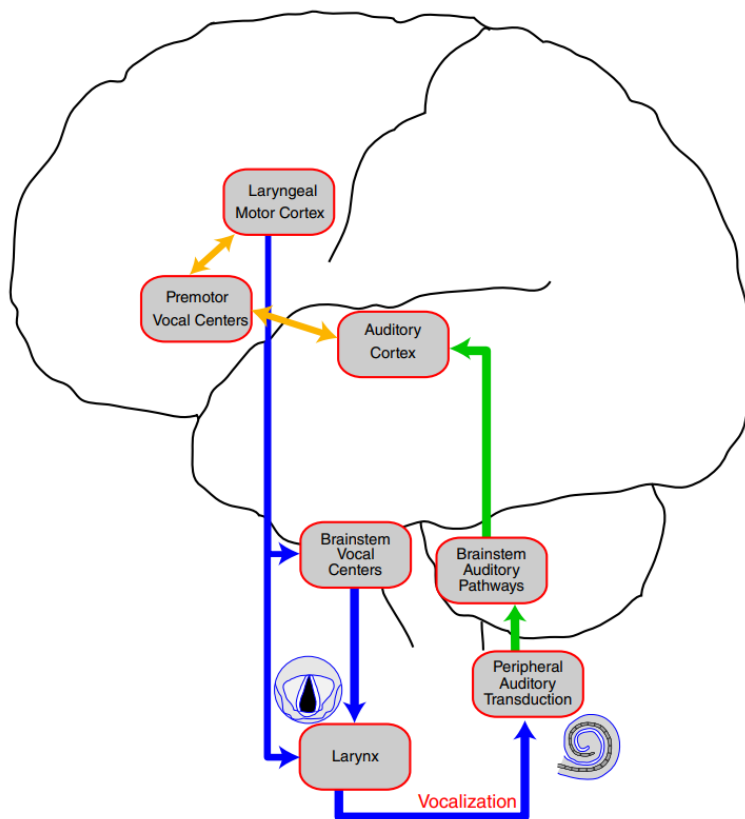 Laryngeal
Motor Cortex
Premotor
Vocal Centers
Auditory
Cortex
Brainstem
Vocal
Centers
Brainstem
Auditory
Pathways
Peripheral
Auditory
Transduction
Larynx
Vocalization